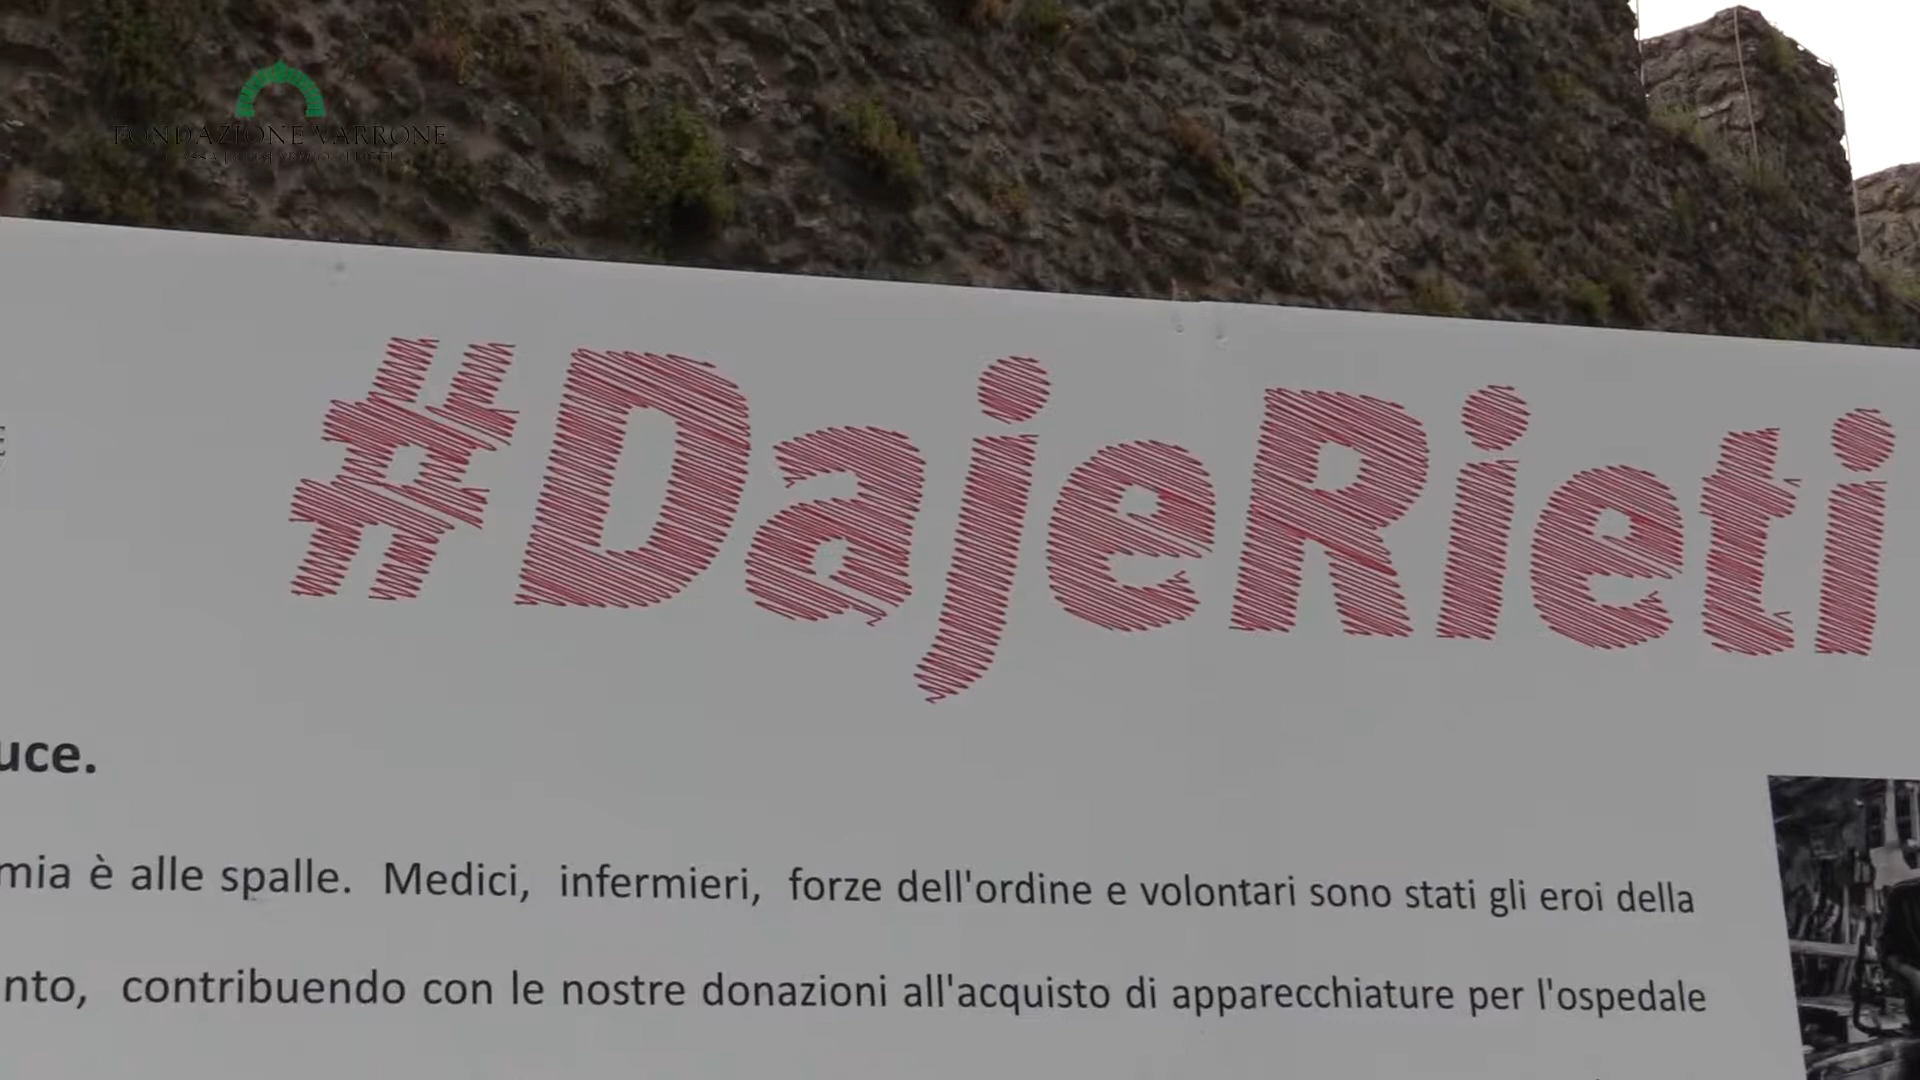 FONDAZIONE VARRONE
#DajeRieti
uce.
mia è alle spalle. Medici, infermieri, forze dell'ordine e volontari sono stati gli eroi della
nto, contribuendo con le nostre donazioni all'acquisto di apparecchiature per l'ospedale